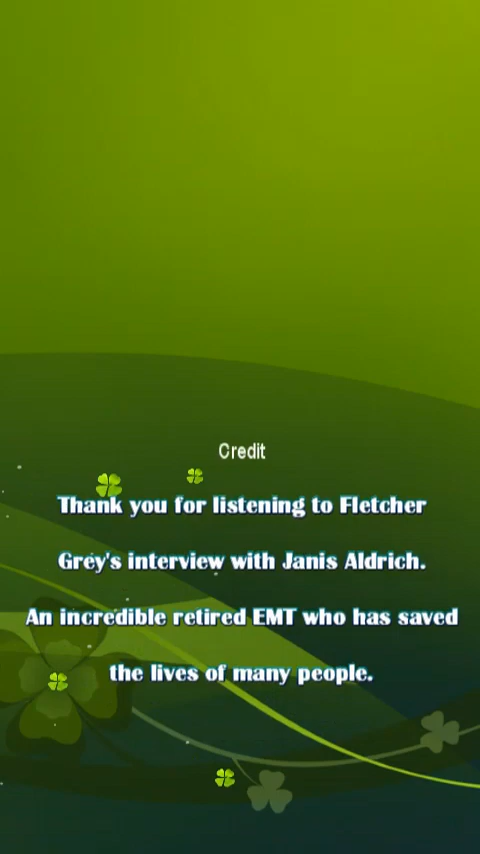 Credit
Thank you for listening to Fletcher
Grey's interview with Janis Aldrich.
An incredible retired EMT who has saved
the lives of many people.